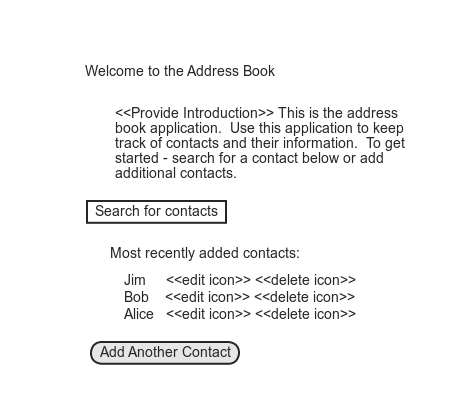 Welcome to the Address Book
<<Provide Introduction>> This is the address
book application.  Use this application to keep
track of contacts and their information.  To get
started - search for a contact below or add
additional contacts.
Search for contacts
Most recently added contacts:
Jim <<edit icon>> <<delete icon>>
Bob <<edit icon>> <<delete icon>>
Alice <<edit icon>> <<delete icon>>
Add Another Contact